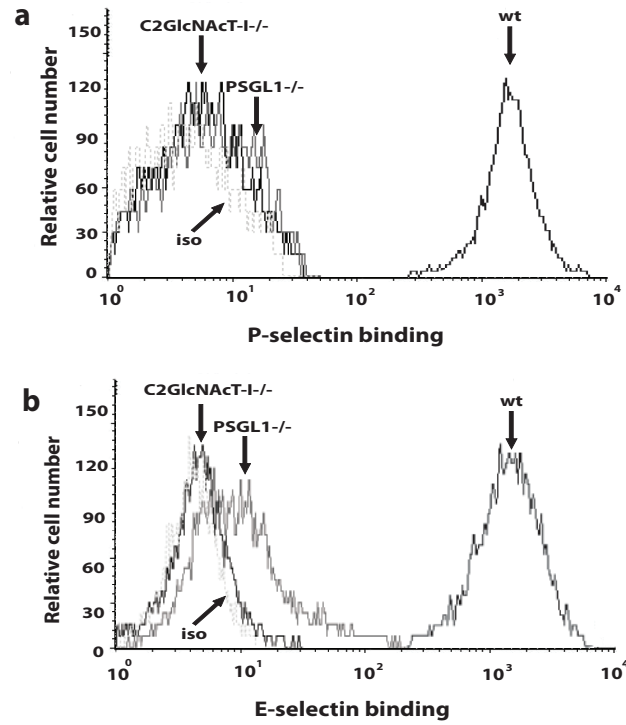 a
C2GlcNAcT-I-/-
wt
PSGL1-/-
iso
Relative cell number
150
120
90
60
30
0
10⁰
10¹
10²
10³
10⁴
P-selectin binding
b
C2GlcNAcT-I-/-
wt
PSGL1-/-
iso
Relative cell number
150
120
90
60
30
0
10⁰
10¹
10²
10³
10⁴
E-selectin binding